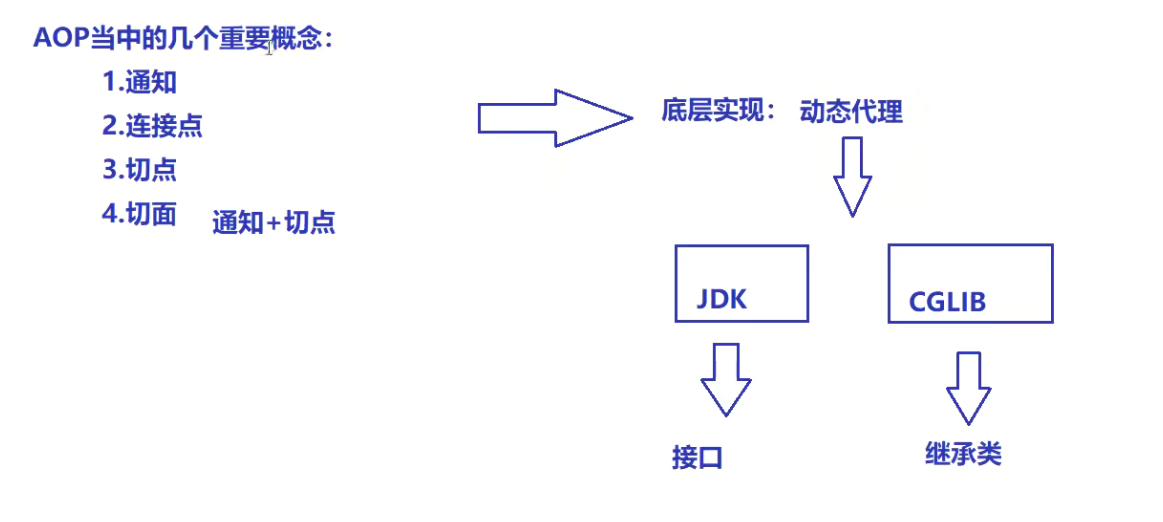 AOP当中的几个重要概念：
1.通知
2.连接点
3.切点
4.切面 通知+切点
底层实现： 动态代理
JDK
CGLIB
接口
继承类